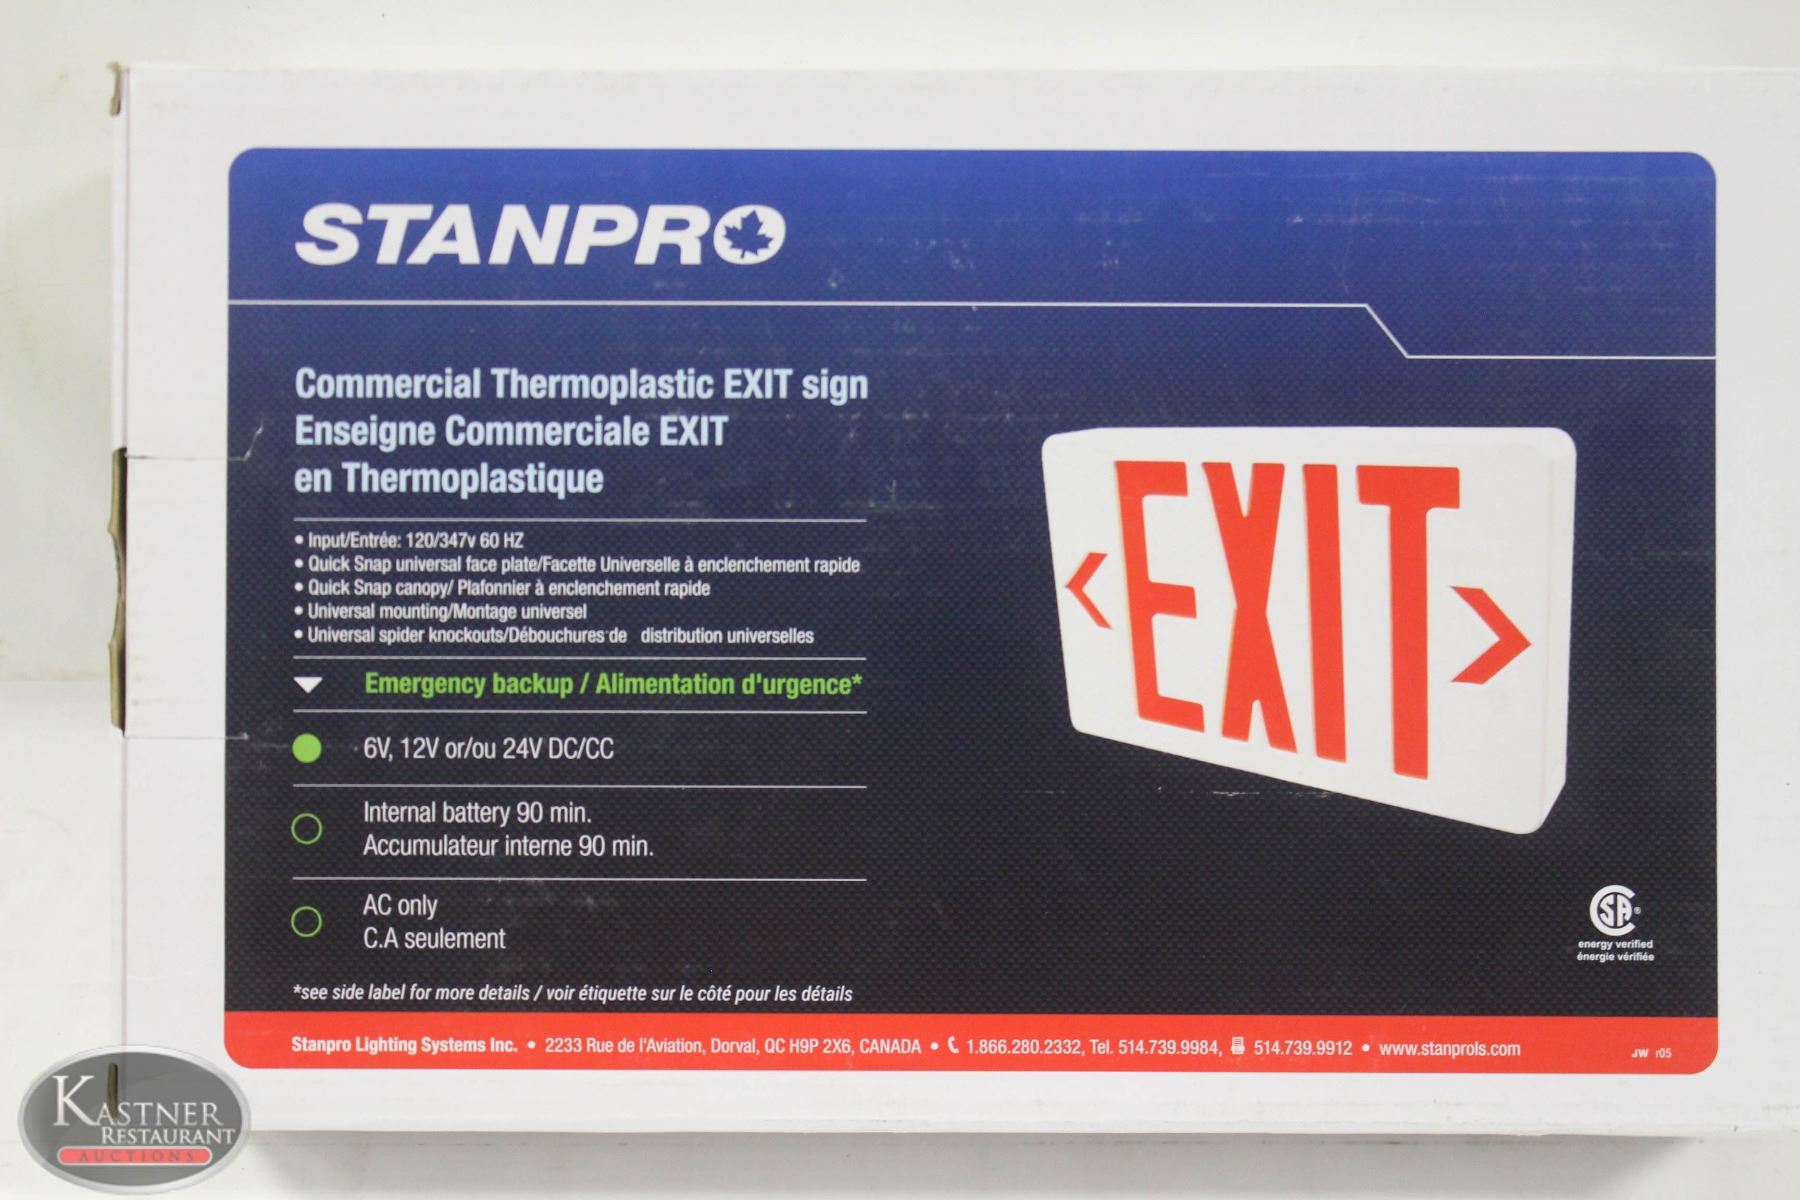 STANPRO
Commercial Thermoplastic EXIT sign
Enseigne Commerciale EXIT
en Thermoplastique
• Input/Entrée: 120/347v 60 HZ
• Quick Snap universal face plate/Facette Universelle à enclenchement rapide
• Quick Snap canopy/ Plafonnier à enclenchement rapide
• Universal mounting/Montage universel
• Universal spider knockouts/Débouchures de distribution universelles
Emergency backup / Alimentation d'urgence*
6V, 12V or/ou 24V DC/CC
Internal battery 90 min.
Accumulateur interne 90 min.
AC only
C.A seulement
*see side label for more details / voir étiquette sur le côté pour les détails
<EXIT>
CSA®
energy verified
énergie vérifiée
Stanpro Lighting Systems Inc. • 2233 Rue de l'Aviation, Dorval, QC H9P 2X6, CANADA • 1.866.280.2332, Tel. 514.739.9984, 514.739.9912 • www.stanprols.com
JW r05
KASTNER
RESTAURANT
AUCTIONS